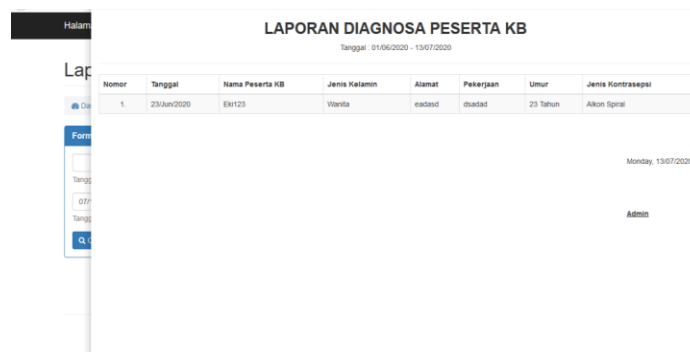 Halam
LAPORAN DIAGNOSA PESERTA KB
Tanggal : 01/06/2020 - 13/07/2020
Lap
Nomor Tanggal Nama Peserta KB Jenis Kelamin Alamat Pekerjaan Umur Jenis Kontrasepsi
1. 23/Jun/2020 Eki123 Wanita eadasd dsadad 23 Tahun Alkon Spiral
Da
Form
Tangg
07/
Tangg
Monday, 13/07/2020
Admin